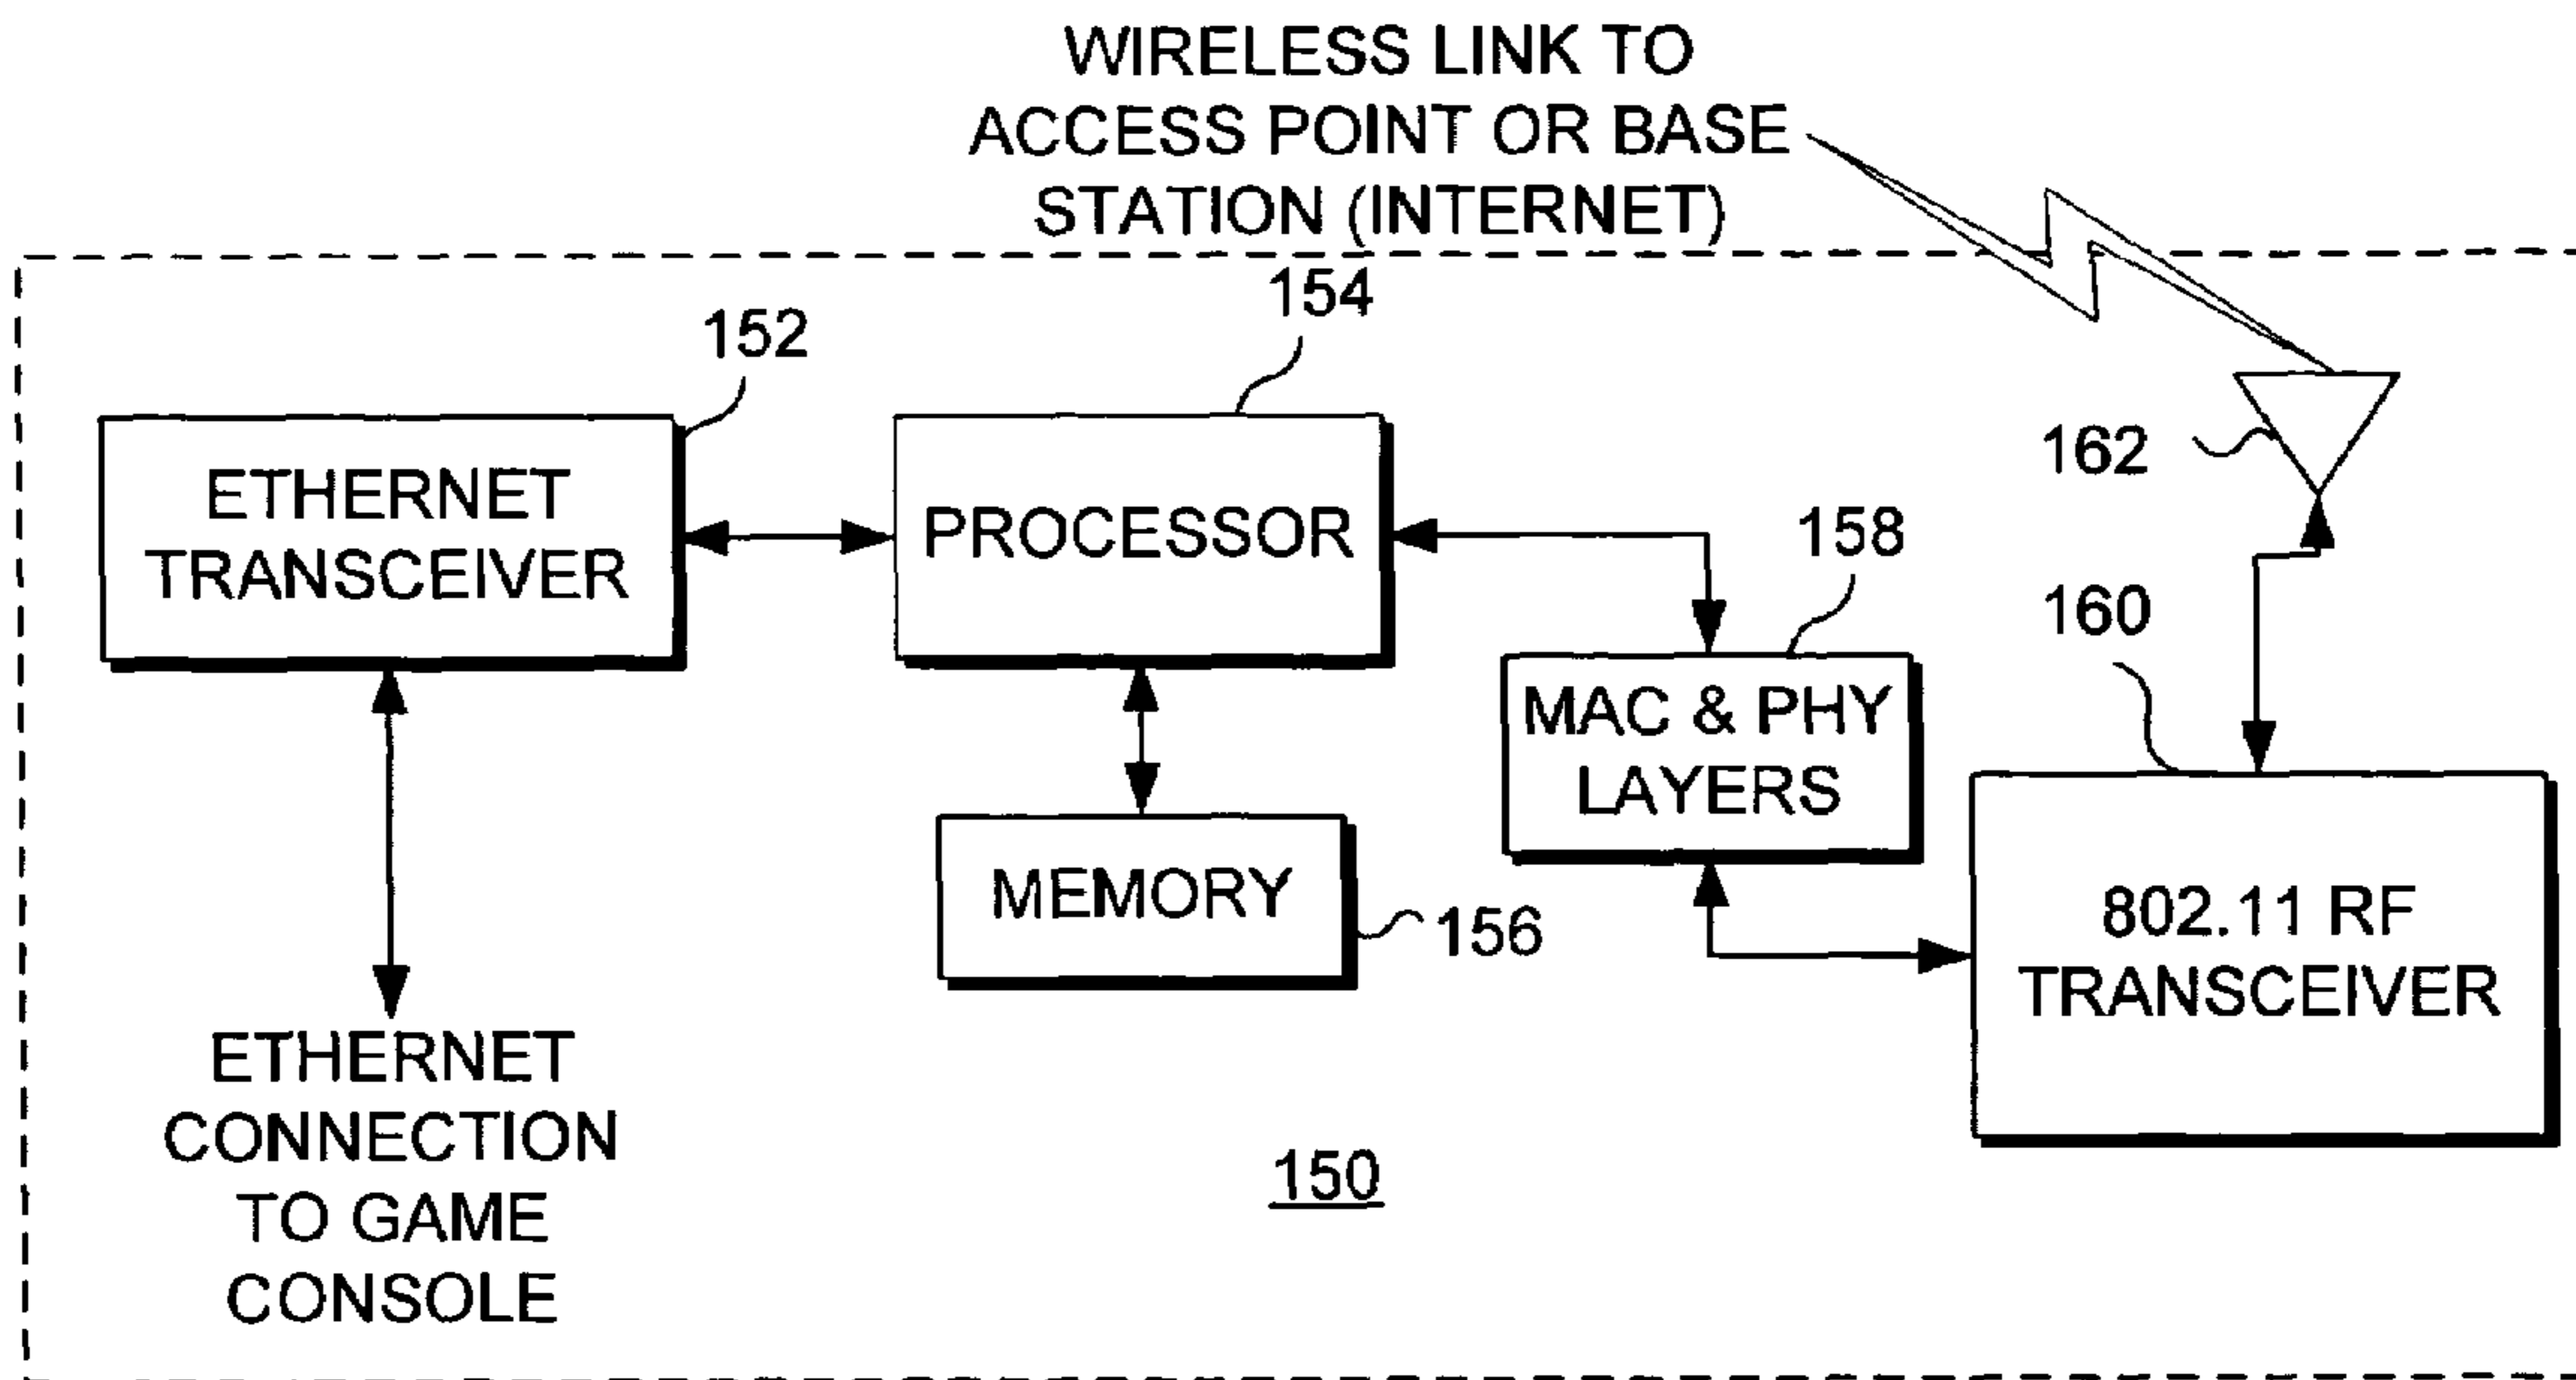 WIRELESS LINK TO
ACCESS POINT OR BASE
STATION (INTERNET)
154
152
ETHERNET
TRANSCEIVER
PROCESSOR
162
158
160
MAC & PHY
LAYERS
MEMORY
156
802.11 RF
TRANSCEIVER
ETHERNET
CONNECTION
TO GAME
CONSOLE
150